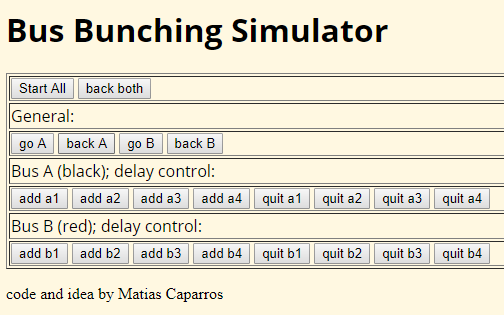 Bus Bunching Simulator
Start All back both
General:
go A back A go B back B
Bus A (black); delay control:
add a1 add a2 add a3 add a4 quit a1 quit a2 quit a3 quit a4
Bus B (red); delay control:
add b1 add b2 add b3 add b4 quit b1 quit b2 quit b3 quit b4
code and idea by Matias Caparros